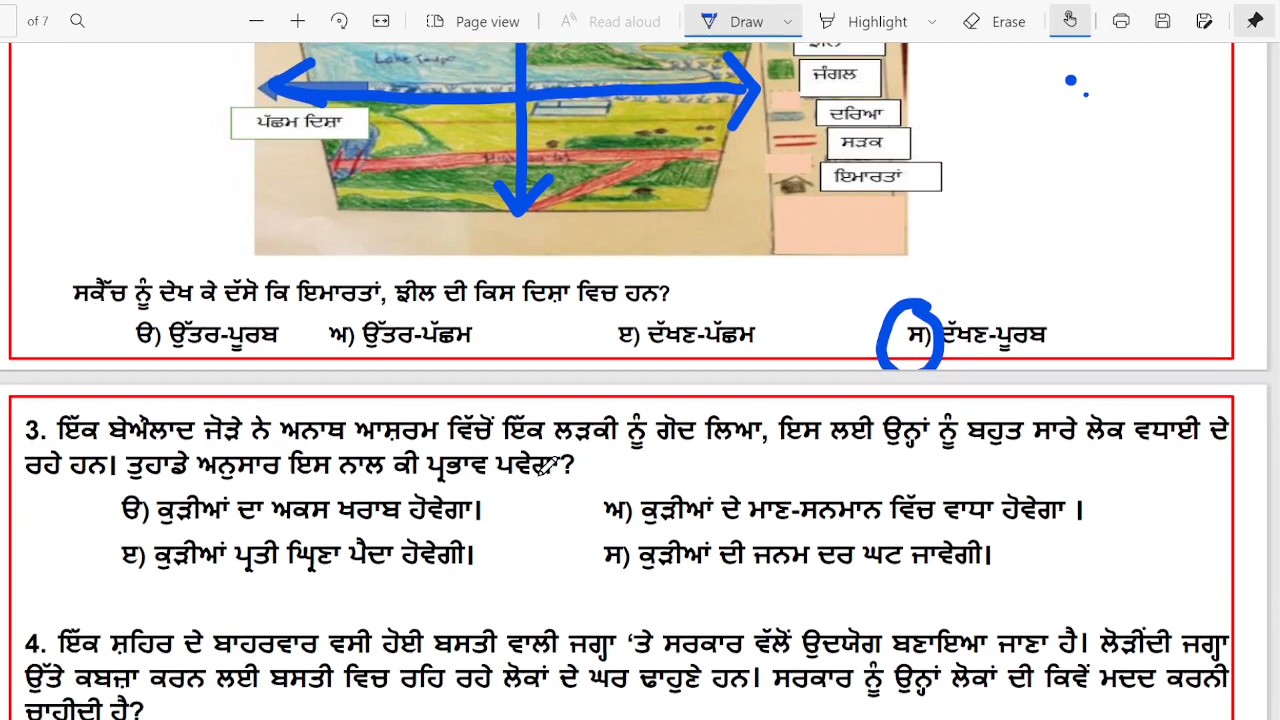 of 7
Page view
Read aloud
Draw
Highlight
Erase
Lake Taupo
ਜੰਗਲ
ਪੱਛਮ ਦਿਸ਼ਾ
ਦਰਿਆ
ਸੜਕ
ਇਮਾਰਤਾਂ
ਸਕੈੱਚ ਨੂੰ ਦੇਖ ਕੇ ਦੱਸੋ ਕਿ ਇਮਾਰਤਾਂ, ਝੀਲ ਦੀ ਕਿਸ ਦਿਸ਼ਾ ਵਿਚ ਹਨ?
ੳ) ਉੱਤਰ-ਪੂਰਬ ਅ) ਉੱਤਰ-ਪੱਛਮ ੲ) ਦੱਖਣ-ਪੱਛਮ ਸ) ਦੱਖਣ-ਪੂਰਬ
3. ਇੱਕ ਬੇਔਲਾਦ ਜੋੜੇ ਨੇ ਅਨਾਥ ਆਸ਼ਰਮ ਵਿੱਚੋਂ ਇੱਕ ਲੜਕੀ ਨੂੰ ਗੋਦ ਲਿਆ, ਇਸ ਲਈ ਉਨ੍ਹਾਂ ਨੂੰ ਬਹੁਤ ਸਾਰੇ ਲੋਕ ਵਧਾਈ ਦੇ
ਰਹੇ ਹਨ। ਤੁਹਾਡੇ ਅਨੁਸਾਰ ਇਸ ਨਾਲ ਕੀ ਪ੍ਰਭਾਵ ਪਵੇਗਾ?
ੳ) ਕੁੜੀਆਂ ਦਾ ਅਕਸ ਖਰਾਬ ਹੋਵੇਗਾ। ਅ) ਕੁੜੀਆਂ ਦੇ ਮਾਣ-ਸਨਮਾਨ ਵਿੱਚ ਵਾਧਾ ਹੋਵੇਗਾ ।
ੲ) ਕੁੜੀਆਂ ਪ੍ਰਤੀ ਘ੍ਰਿਣਾ ਪੈਦਾ ਹੋਵੇਗੀ। ਸ) ਕੁੜੀਆਂ ਦੀ ਜਨਮ ਦਰ ਘਟ ਜਾਵੇਗੀ।
4. ਇੱਕ ਸ਼ਹਿਰ ਦੇ ਬਾਹਰਵਾਰ ਵਸੀ ਹੋਈ ਬਸਤੀ ਵਾਲੀ ਜਗ੍ਹਾ ‘ਤੇ ਸਰਕਾਰ ਵੱਲੋਂ ਉਦਯੋਗ ਬਣਾਇਆ ਜਾਣਾ ਹੈ। ਲੋੜੀਂਦੀ ਜਗ੍ਹਾ
ਉੱਤੇ ਕਬਜ਼ਾ ਕਰਨ ਲਈ ਬਸਤੀ ਵਿਚ ਰਹਿ ਰਹੇ ਲੋਕਾਂ ਦੇ ਘਰ ਢਾਹੁਣੇ ਹਨ। ਸਰਕਾਰ ਨੂੰ ਉਨ੍ਹਾਂ ਲੋਕਾਂ ਦੀ ਕਿਵੇਂ ਮਦਦ ਕਰਨੀ
ਚਾਹੀਦੀ ਹੈ?